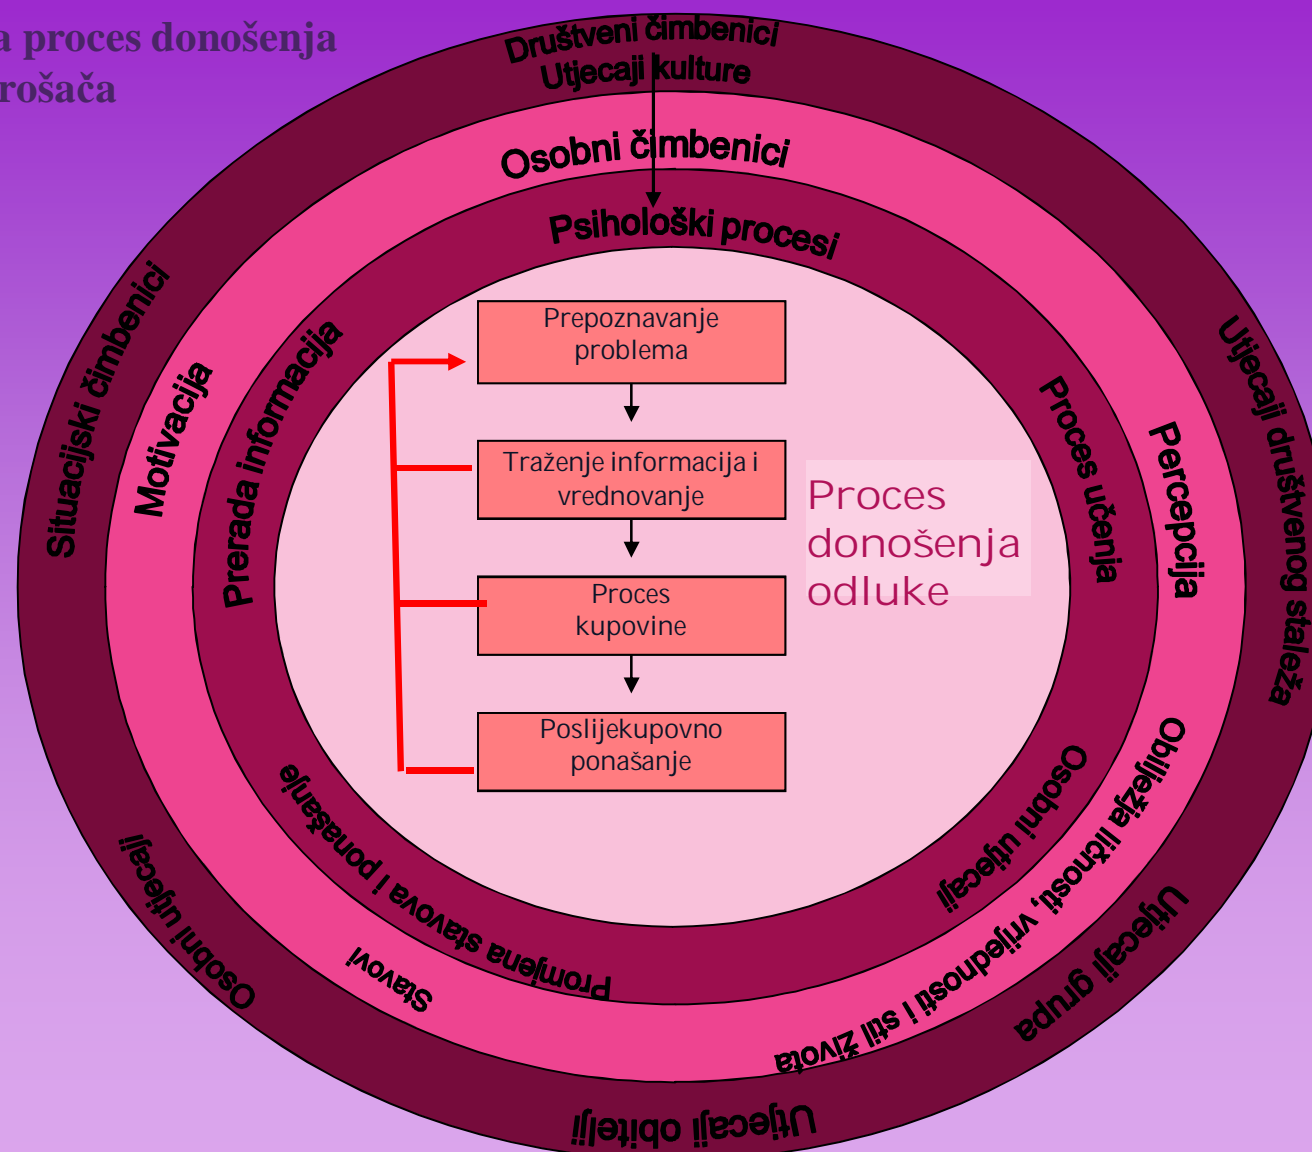 a proces donošenja
rošača
Društveni čimbenici
Utjecaji kulture
Osobni čimbenici
Psihološki procesi
Situacijski čimbenici
Motivacija
Prerada informacija
Prepoznavanje
problema
Traženje informacija i
vrednovanje
Proces
kupovine
Poslijekupovno
ponašanje
Proces
donošenja
odluke
Proces učenja
Percepcija
Utjecaji društvenog staleža
Osobni utjecaji
Obilježja ličnosti, vrijednosti i stil života
Utjecaji grupa
Promjena stavova i ponašanje
Stavovi
Osobni utjecaji
Utjecaji obitelji